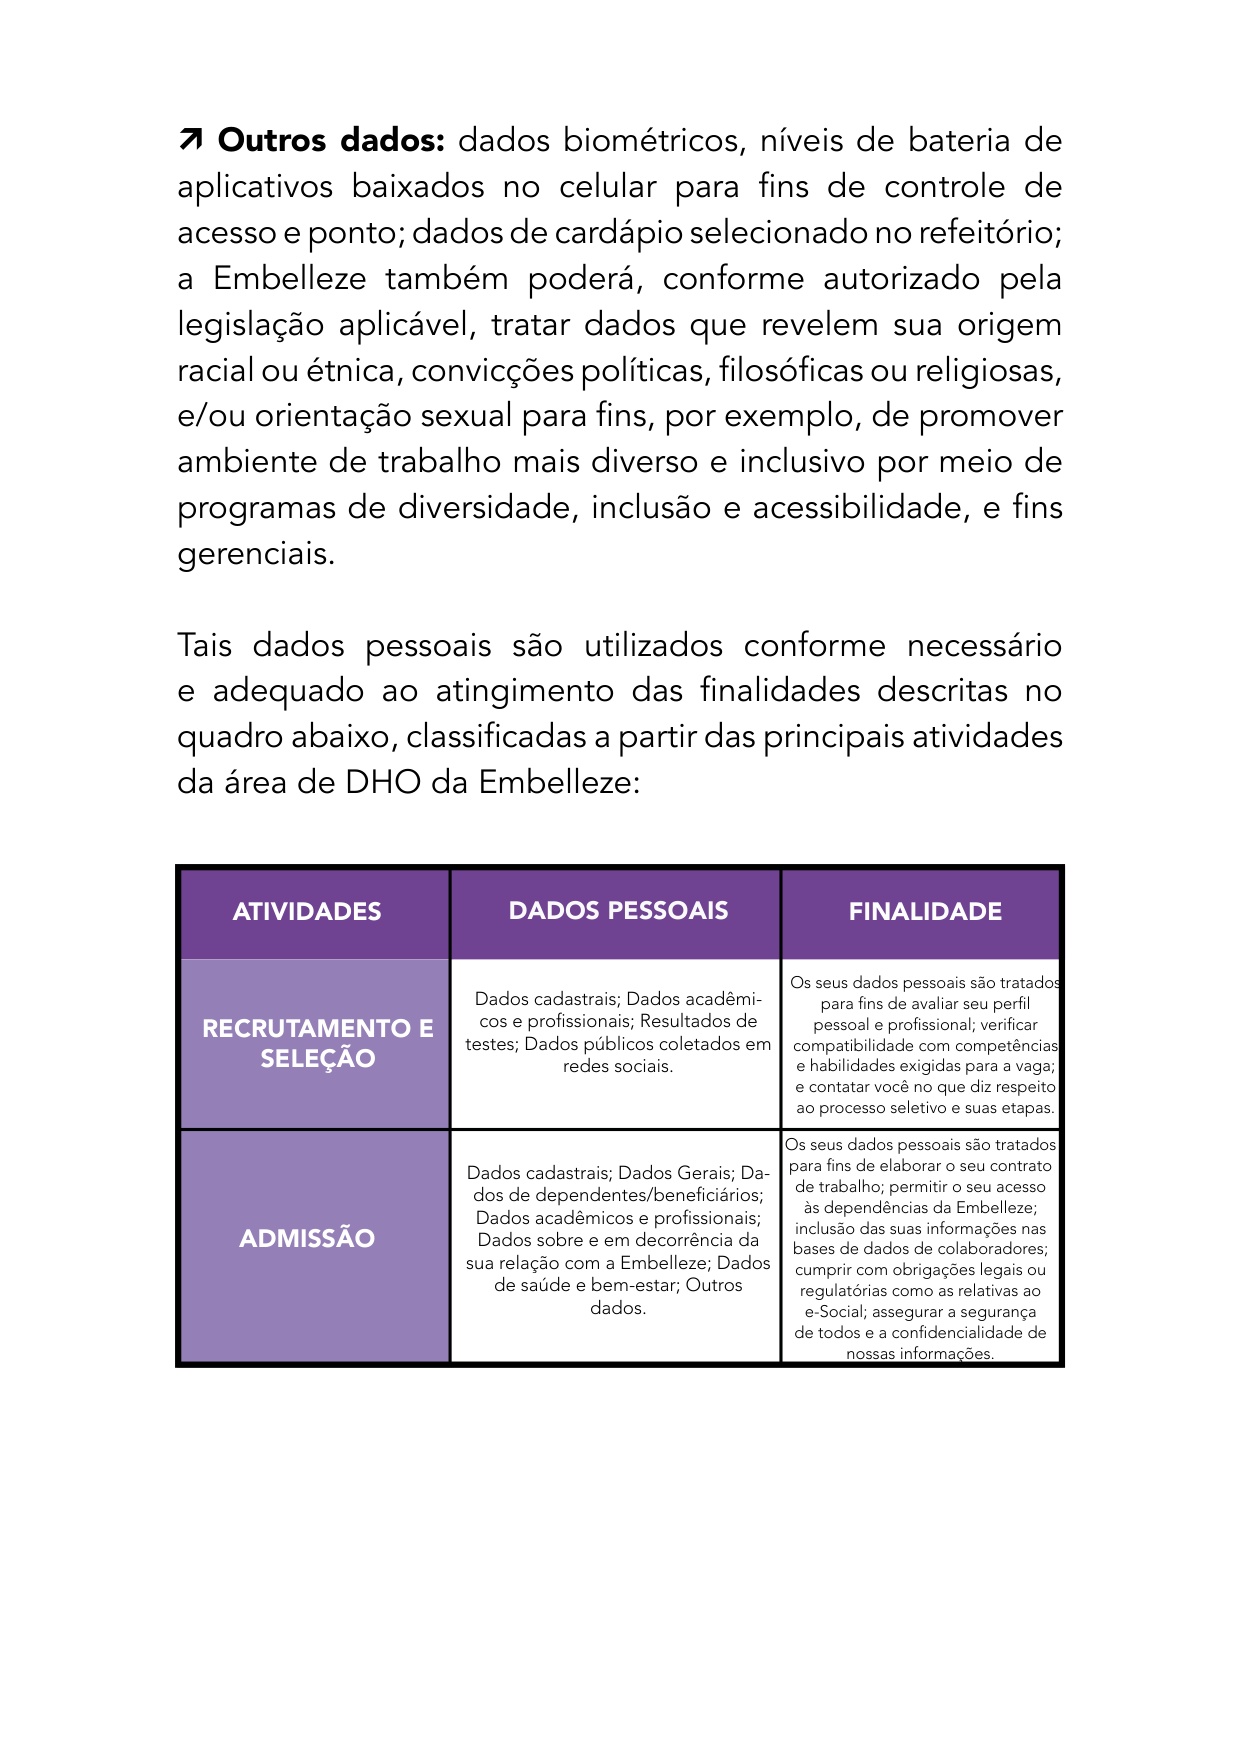 Outros dados: dados biométricos, níveis de bateria de
aplicativos baixados no celular para fins de controle de
acesso e ponto; dados de cardápio selecionado no refeitório;
a Embelleze também poderá, conforme autorizado pela
legislação aplicável, tratar dados que revelem sua origem
racial ou étnica, convicções políticas, filosóficas ou religiosas,
e/ou orientação sexual para fins, por exemplo, de promover
ambiente de trabalho mais diverso e inclusivo por meio de
programas de diversidade, inclusão e acessibilidade, e fins
gerenciais.
Tais dados pessoais são utilizados conforme necessário
e adequado ao atingimento das finalidades descritas no
quadro abaixo, classificadas a partir das principais atividades
da área de DHO da Embelleze:
ATIVIDADES
DADOS PESSOAIS
FINALIDADE
RECRUTAMENTO E
SELEÇÃO
Dados cadastrais; Dados acadêmi-
cos e profissionais; Resultados de
testes; Dados públicos coletados em
redes sociais.
Os seus dados pessoais são tratados
para fins de avaliar seu perfil
pessoal e profissional; verificar
compatibilidade com competências
e habilidades exigidas para a vaga;
e contatar você no que diz respeito
ao processo seletivo e suas etapas.
ADMISSÃO
Dados cadastrais; Dados Gerais; Da-
dos de dependentes/beneficiários;
Dados acadêmicos e profissionais;
Dados sobre e em decorrência da
sua relação com a Embelleze; Dados
de saúde e bem-estar; Outros
dados.
Os seus dados pessoais são tratados
para fins de elaborar o seu contrato
de trabalho; permitir o seu acesso
às dependências da Embelleze;
inclusão das suas informações nas
bases de dados de colaboradores;
cumprir com obrigações legais ou
regulatórias como as relativas ao
e-Social; assegurar a segurança
de todos e a confidencialidade de
nossas informações.